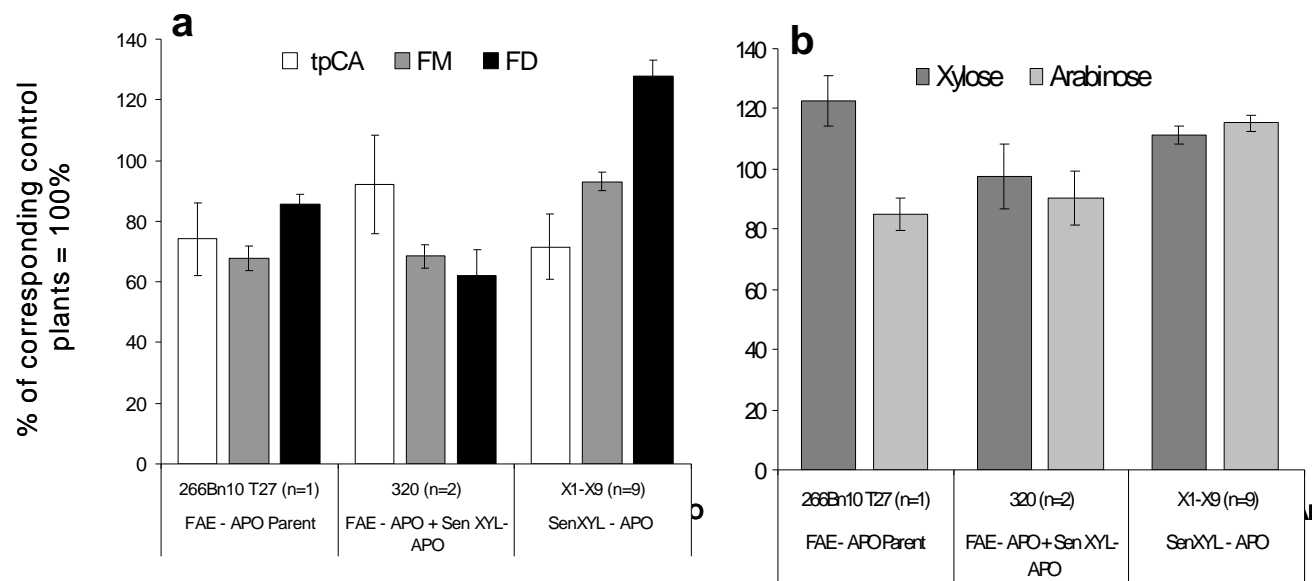 a
tpCA FM FD
% of corresponding control
plants = 100%
140
120
100
80
60
40
20
0
266Bn10 T27 (n=1) 320 (n=2) X1-X9 (n=9)
FAE - APO Parent FAE - APO + Sen XYL- SenXYL - APO
APO
O
b
Xylose Arabinose
140
120
100
80
60
40
20
0
266Bn10 T27 (n=1) 320 (n=2) X1-X9 (n=9)
FAE - APO Parent FAE - APO + Sen XYL- SenXYL - APO
APO